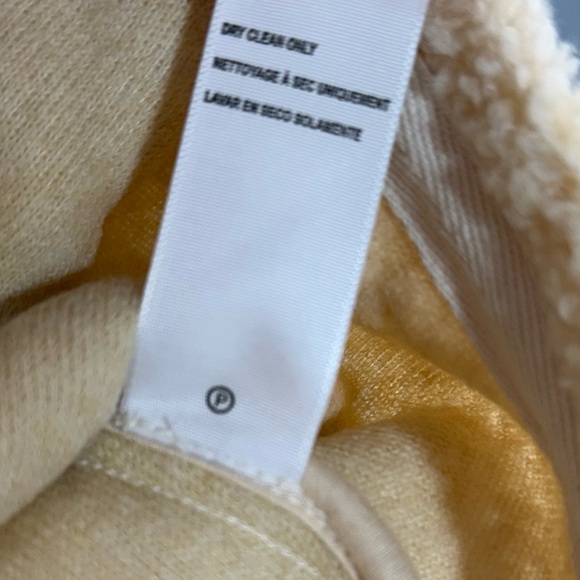 DRY CLEAN ONLY
NETTOYAGE À SEC UNIQUEMENT
LAVAR EN SECO SOLAMENTE
P